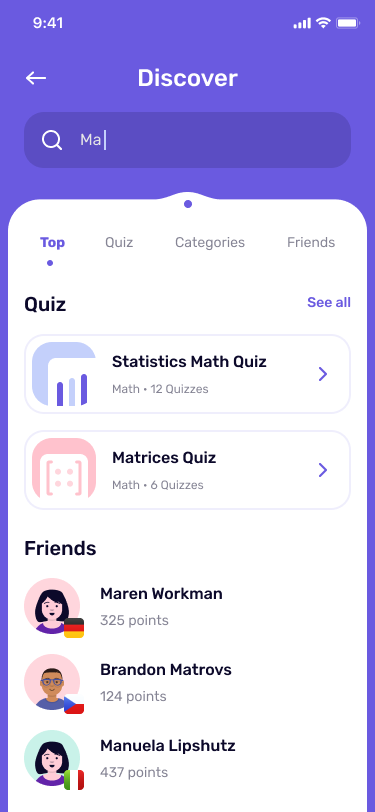 9:41
Discover
Ma
Top Quiz Categories Friends
Quiz See all
Statistics Math Quiz
Math • 12 Quizzes
Matrices Quiz
Math • 6 Quizzes
Friends
Maren Workman
325 points
Brandon Matrovs
124 points
Manuela Lipshutz
437 points